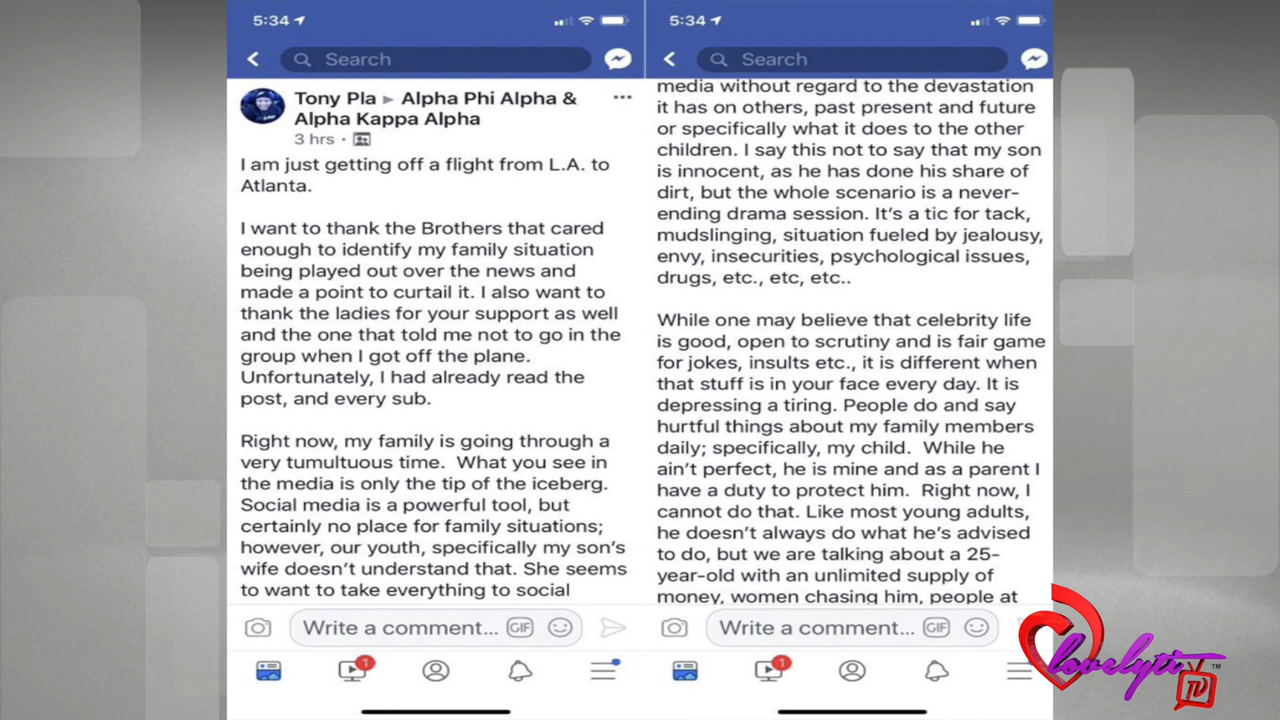 5:34
Search
Tony Pla ▸ Alpha Phi Alpha &
Alpha Kappa Alpha
3 hrs ·
I am just getting off a flight from L.A. to
Atlanta.
I want to thank the Brothers that cared
enough to identify my family situation
being played out over the news and
made a point to curtail it. I also want to
thank the ladies for your support as well
and the one that told me not to go in the
group when I got off the plane.
Unfortunately, I had already read the
post, and every sub.
Right now, my family is going through a
very tumultuous time.  What you see in
the media is only the tip of the iceberg.
Social media is a powerful tool, but
certainly no place for family situations;
however, our youth, specifically my son's
wife doesn't understand that. She seems
to want to take everything to social
Write a comment...
GIF
1
5:34
Search
media without regard to the devastation
it has on others, past present and future
or specifically what it does to the other
children. I say this not to say that my son
is innocent, as he has done his share of
dirt, but the whole scenario is a never-
ending drama session. It's a tic for tack,
mudslinging, situation fueled by jealousy,
envy, insecurities, psychological issues,
drugs, etc., etc, etc..
While one may believe that celebrity life
is good, open to scrutiny and is fair game
for jokes, insults etc., it is different when
that stuff is in your face every day. It is
depressing a tiring. People do and say
hurtful things about my family members
daily; specifically, my child.  While he
ain't perfect, he is mine and as a parent I
have a duty to protect him.  Right now, I
cannot do that. Like most young adults,
he doesn't always do what he's advised
to do, but we are talking about a 25-
year-old with an unlimited supply of
money, women chasing him, people at
Write a comment...
GIF
1
lovelyti TV ™